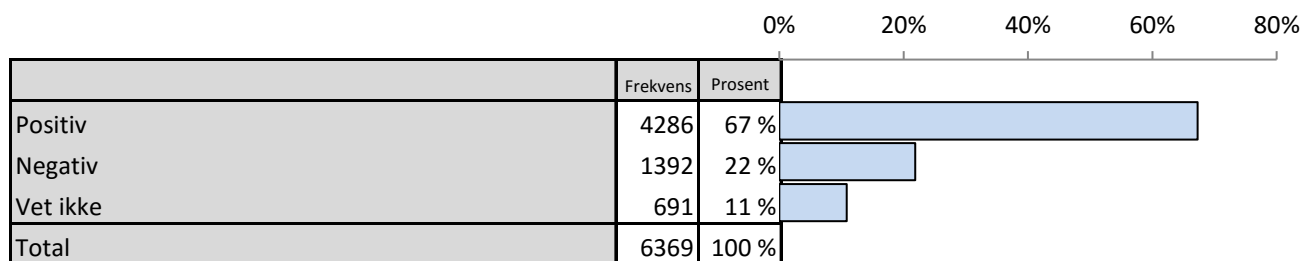 0% 20% 40% 60% 80%
Frekvens Prosent
Positiv 4286 67 %
Negativ 1392 22 %
Vet ikke 691 11 %
Total 6369 100 %